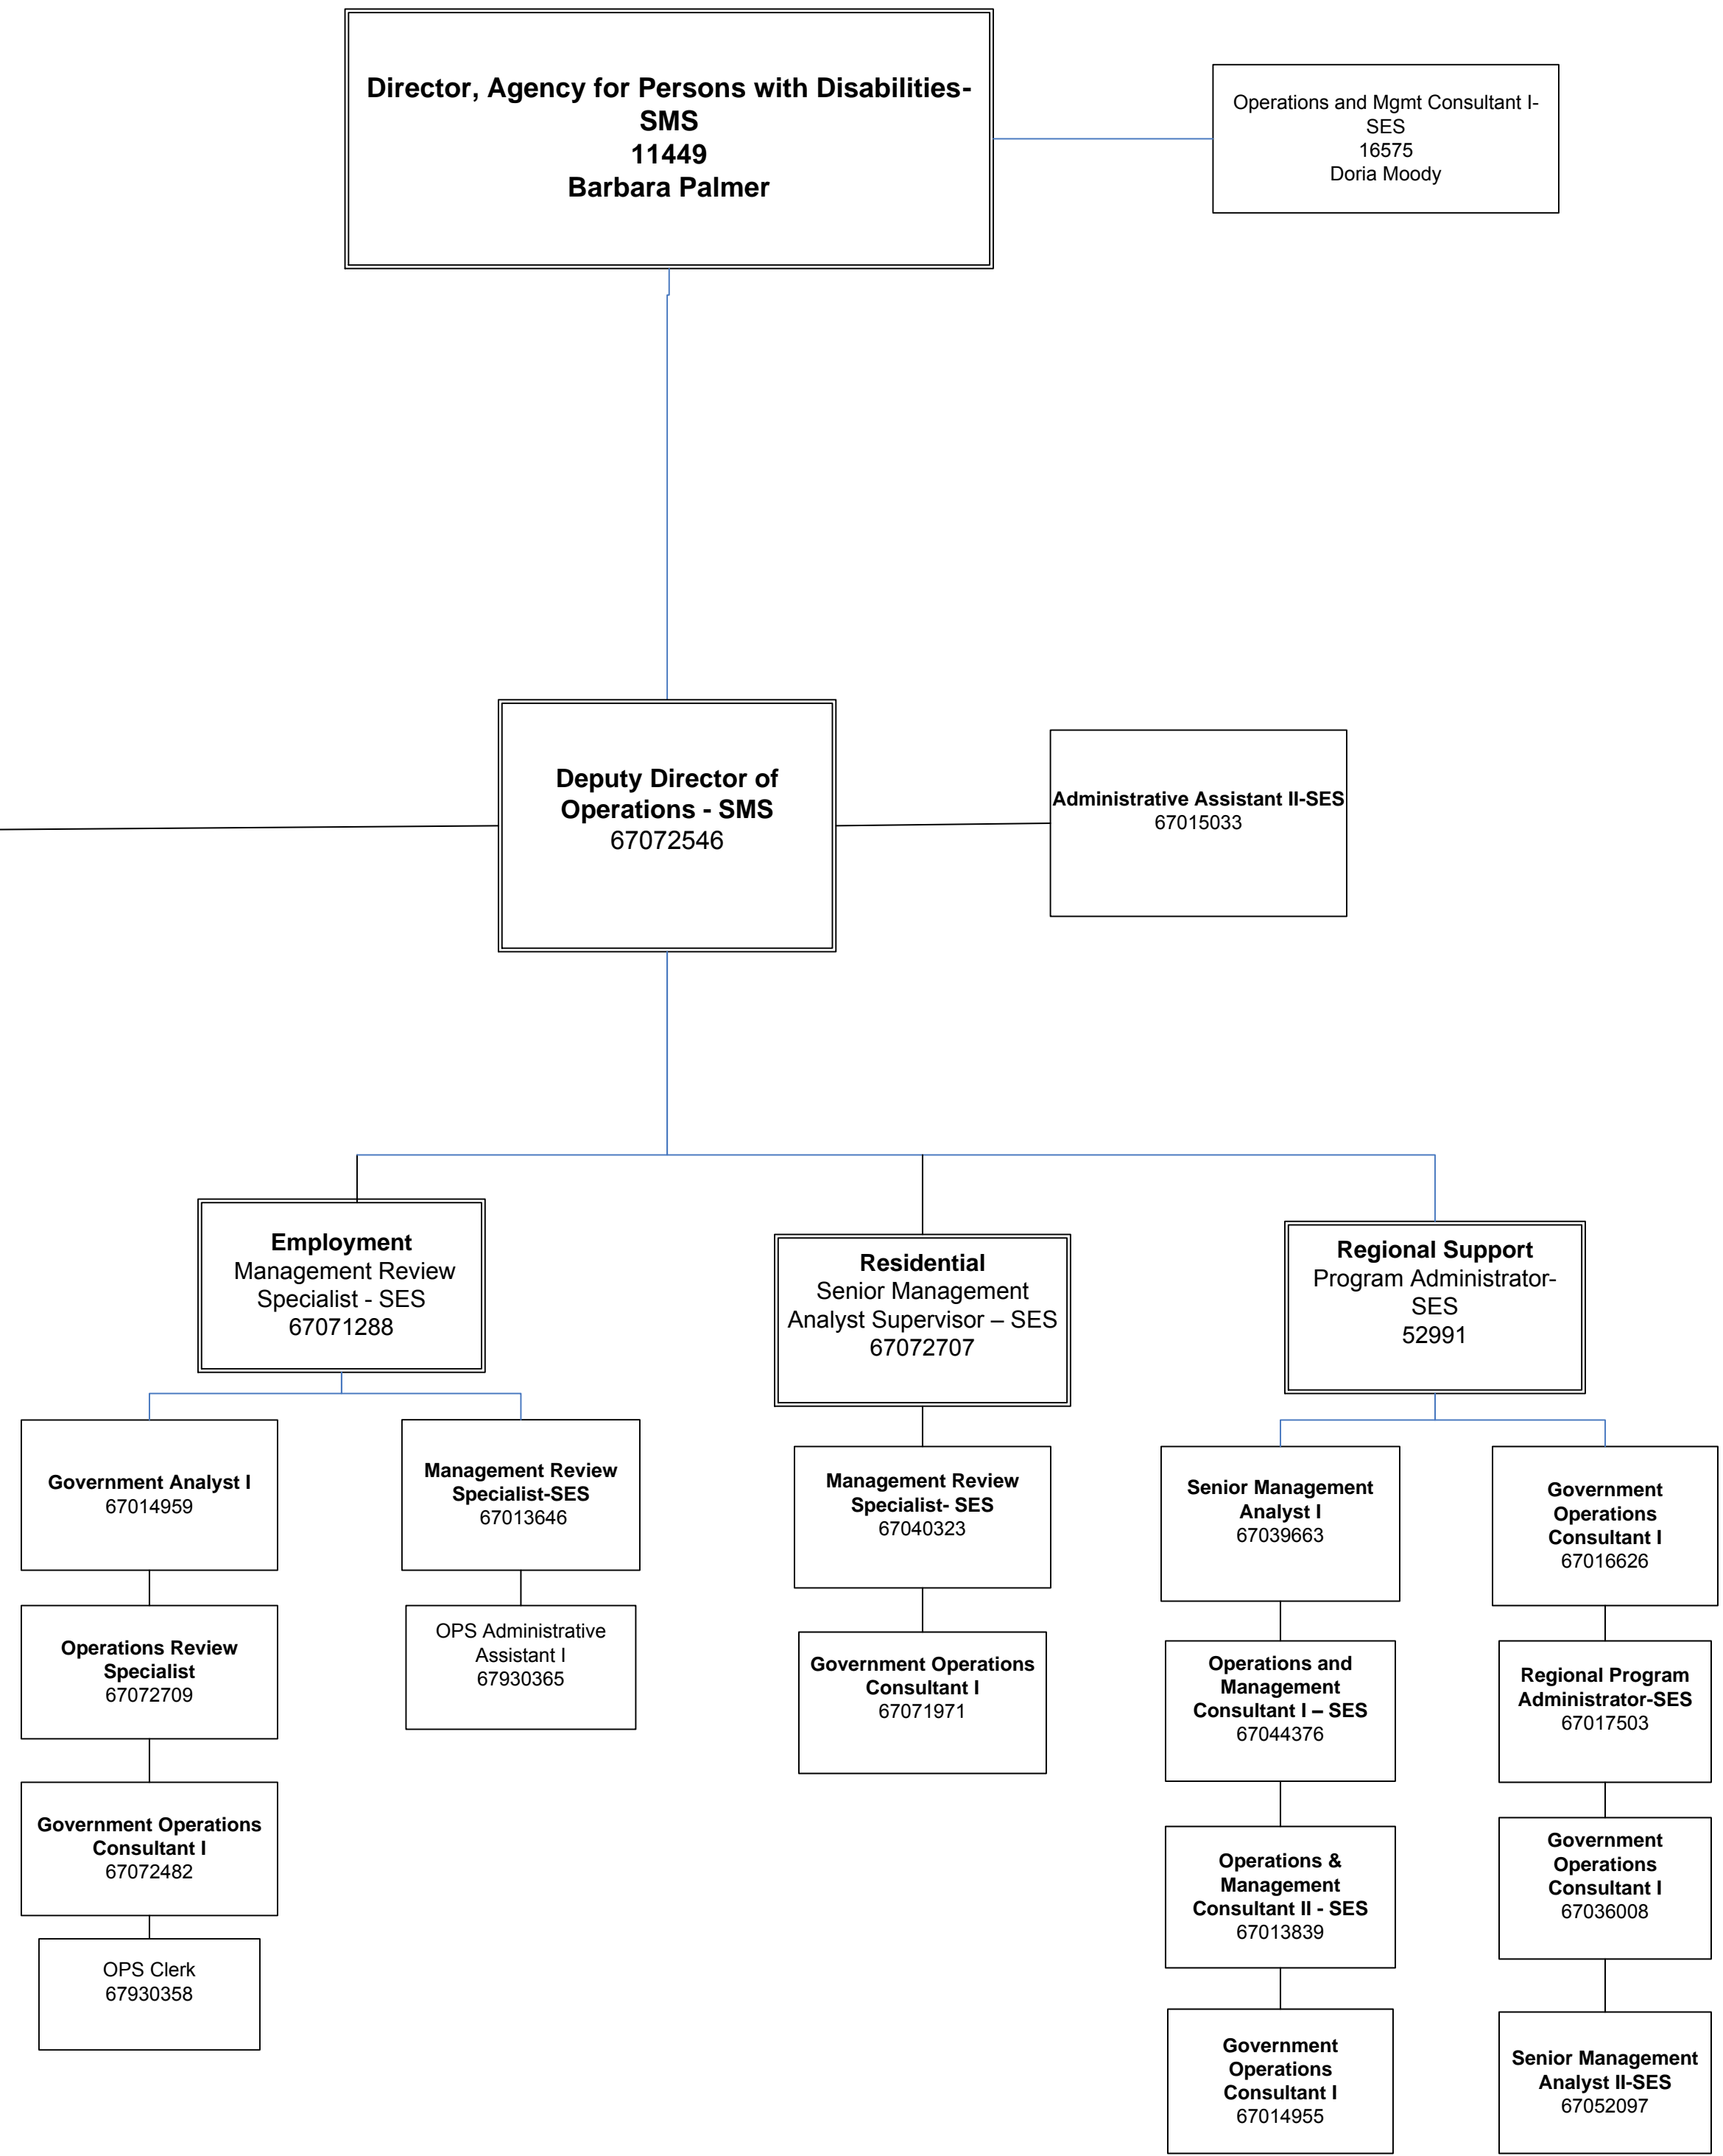 Director, Agency for Persons with Disabilities-
SMS
11449
Barbara Palmer
Operations and Mgmt Consultant I-
SES
16575
Doria Moody
Deputy Director of
Operations - SMS
67072546
Administrative Assistant II-SES
67015033
Employment
Management Review
Specialist - SES
67071288
Residential
Senior Management
Analyst Supervisor – SES
67072707
Regional Support
Program Administrator-
SES
52991
Government Analyst I
67014959
Management Review
Specialist-SES
67013646
Management Review
Specialist- SES
67040323
Senior Management
Analyst I
67039663
Government
Operations
Consultant I
67016626
Operations Review
Specialist
67072709
OPS Administrative
Assistant I
67930365
Government Operations
Consultant I
67071971
Operations and
Management
Consultant I – SES
67044376
Regional Program
Administrator-SES
67017503
Government Operations
Consultant I
67072482
Operations &
Management
Consultant II - SES
67013839
Government
Operations
Consultant I
67036008
OPS Clerk
67930358
Government
Operations
Consultant I
67014955
Senior Management
Analyst II-SES
67052097